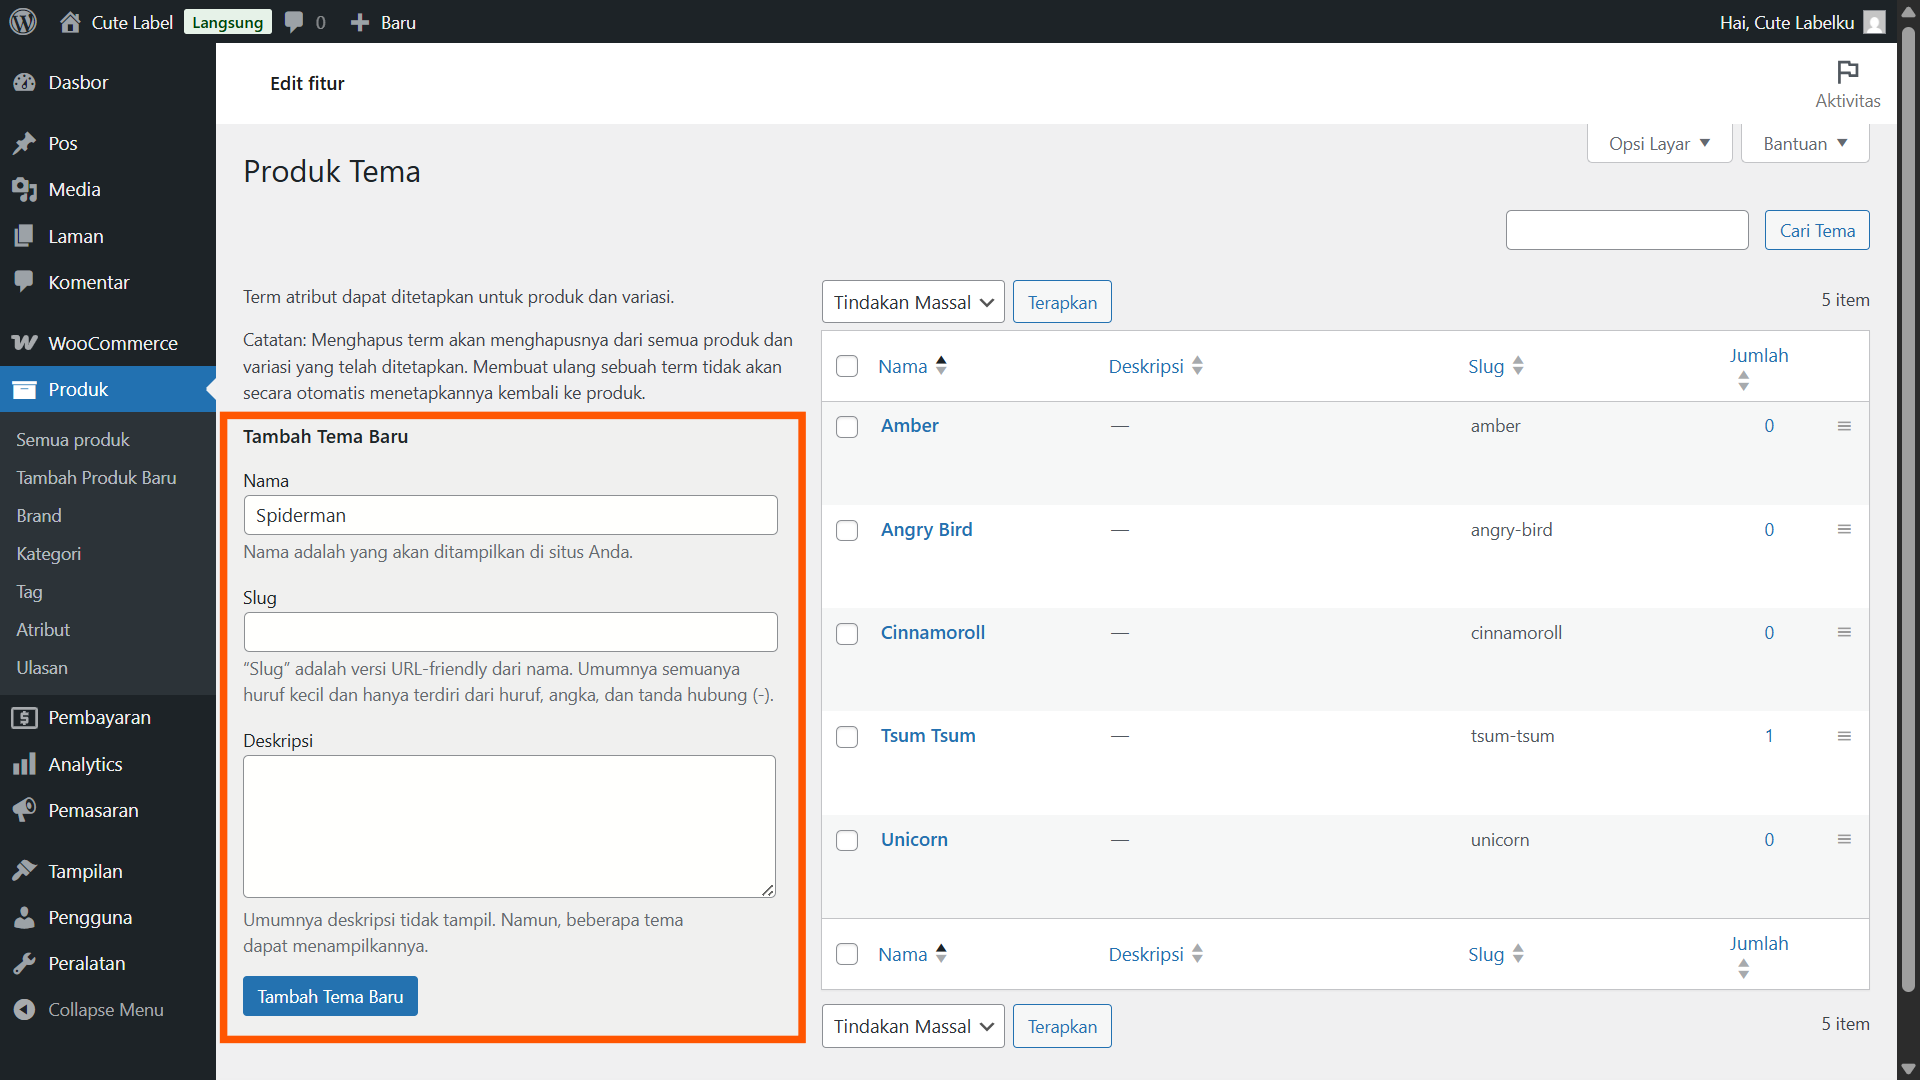 Cute Label Langsung 0 Baru
Hai, Cute Labelku
Dasbor
Pos
Media
Laman
Komentar
WooCommerce
Produk
Semua produk
Tambah Produk Baru
Brand
Kategori
Tag
Atribut
Ulasan
Pembayaran
Analytics
Pemasaran
Tampilan
Pengguna
Peralatan
Collapse Menu
Edit fitur
Aktivitas
Opsi Layar
Bantuan
Produk Tema
Cari Tema
Term atribut dapat ditetapkan untuk produk dan variasi.
Catatan: Menghapus term akan menghapusnya dari semua produk dan
variasi yang telah ditetapkan. Membuat ulang sebuah term tidak akan
secara otomatis menetapkannya kembali ke produk.
Tambah Tema Baru
Nama
Spiderman
Nama adalah yang akan ditampilkan di situs Anda.
Slug
“Slug” adalah versi URL-friendly dari nama. Umumnya semuanya
huruf kecil dan hanya terdiri dari huruf, angka, dan tanda hubung (-).
Deskripsi
Umumnya deskripsi tidak tampil. Namun, beberapa tema
dapat menampilkannya.
Tambah Tema Baru
Tindakan Massal Terapkan 5 item
Nama Deskripsi Slug Jumlah
Amber — amber 0
Angry Bird — angry-bird 0
Cinnamoroll — cinnamoroll 0
Tsum Tsum — tsum-tsum 1
Unicorn — unicorn 0
Nama Deskripsi Slug Jumlah
Tindakan Massal Terapkan 5 item